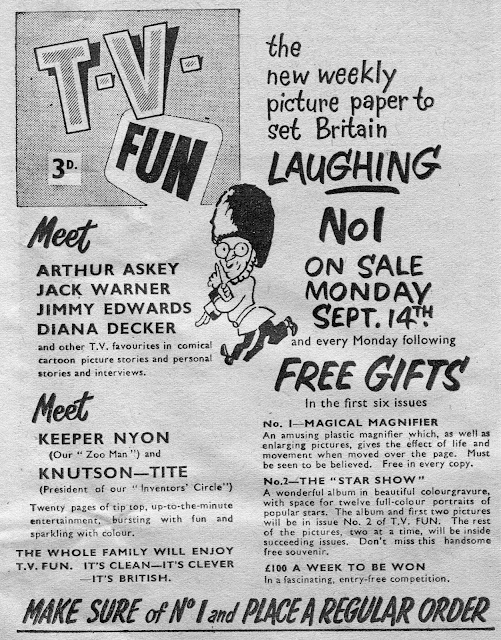 T·V·
FUN
3D.
the
new weekly
picture paper to
set Britain
LAUGHING
No1
ON SALE
MONDAY
SEPT. 14TH
and every Monday following
Meet
ARTHUR ASKEY
JACK WARNER
JIMMY EDWARDS
DIANA DECKER
and other T.V. favourites in comical
cartoon picture stories and personal
stories and interviews.
Meet
KEEPER NYON
(Our "Zoo Man") and
KNUTSON—TITE
(President of our "Inventors' Circle")
Twenty pages of tip top, up-to-the-minute
entertainment, bursting with fun and
sparkling with colour.
THE WHOLE FAMILY WILL ENJOY
T.V. FUN. IT'S CLEAN—IT'S CLEVER
—IT'S BRITISH.
FREE GIFTS
In the first six issues
No. 1—MAGICAL MAGNIFIER
An amusing plastic magnifier which, as well as
enlarging pictures, gives the effect of life and
movement when moved over the page. Must
be seen to be believed. Free in every copy.
No.2—THE "STAR SHOW"
A wonderful album in beautiful colourgravure,
with space for twelve full-colour portraits of
popular stars. The album and first two pictures
will be in issue No. 2 of T.V. FUN. The rest
of the pictures, two at a time, will be inside
succeeding issues. Don't miss this handsome
free souvenir.
£100 A WEEK TO BE WON
In a fascinating, entry-free competition.
MAKE SURE of No 1 and PLACE A REGULAR ORDER